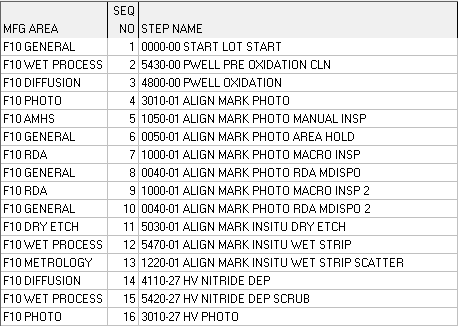 MFG AREA SEQ NO STEP NAME
F10 GENERAL 1 0000-00 START LOT START
F10 WET PROCESS 2 5430-00 PWELL PRE OXIDATION CLN
F10 DIFFUSION 3 4800-00 PWELL OXIDATION
F10 PHOTO 4 3010-01 ALIGN MARK PHOTO
F10 AMHS 5 1050-01 ALIGN MARK PHOTO MANUAL INSP
F10 GENERAL 6 0050-01 ALIGN MARK PHOTO AREA HOLD
F10 RDA 7 1000-01 ALIGN MARK PHOTO MACRO INSP
F10 GENERAL 8 0040-01 ALIGN MARK PHOTO RDA MDISPO
F10 RDA 9 1000-01 ALIGN MARK PHOTO MACRO INSP 2
F10 GENERAL 10 0040-01 ALIGN MARK PHOTO RDA MDISPO 2
F10 DRY ETCH 11 5030-01 ALIGN MARK INSITU DRY ETCH
F10 WET PROCESS 12 5470-01 ALIGN MARK INSITU WET STRIP
F10 METROLOGY 13 1220-01 ALIGN MARK INSITU WET STRIP SCATTER
F10 DIFFUSION 14 4110-27 HV NITRIDE DEP
F10 WET PROCESS 15 5420-27 HV NITRIDE DEP SCRUB
F10 PHOTO 16 3010-27 HV PHOTO